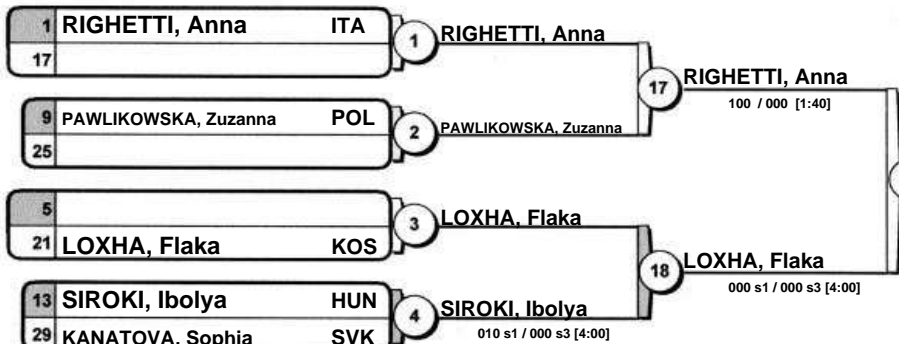 1 RIGHETTI, Anna ITA
17
1
RIGHETTI, Anna
9 PAWLIKOWSKA, Zuzanna POL
25
2
PAWLIKOWSKA, Zuzanna
17
RIGHETTI, Anna
100 / 000 [1:40]
5
21 LOXHA, Flaka KOS
3
LOXHA, Flaka
13 SIROKI, Ibolya HUN
29 KANATOVA, Sophia SVK
4
SIROKI, Ibolya
010 s1 / 000 s3 [4:00]
18
LOXHA, Flaka
000 s1 / 000 s3 [4:00]